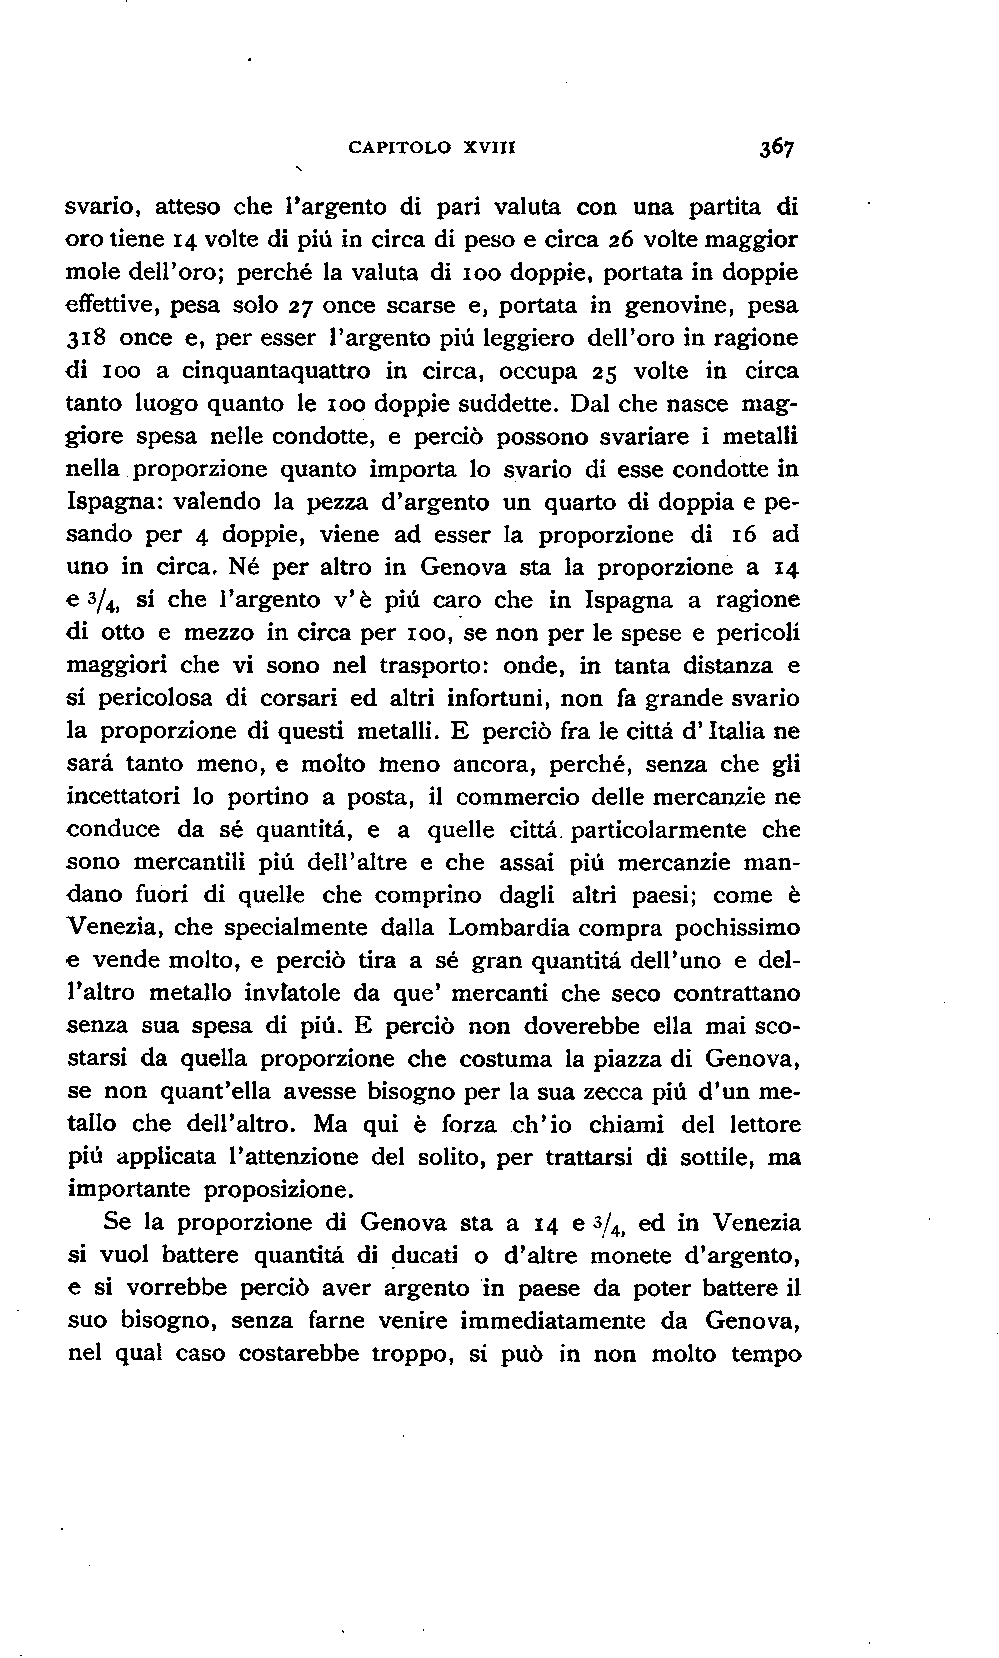 CAPITOLO XVIII 367
svario, atteso che l'argento di pari valuta con una partita di
oro tiene 14 volte di piú in circa di peso e circa 26 volte maggior
mole dell'oro; perché la valuta di 100 doppie, portata in doppie
effettive, pesa solo 27 once scarse e, portata in genovine, pesa
318 once e, per esser l'argento piú leggiero dell'oro in ragione
di 100 a cinquantaquattro in circa, occupa 25 volte in circa
tanto luogo quanto le 100 doppie suddette. Dal che nasce mag-
giore spesa nelle condotte, e perciò possono svariare i metalli
nella proporzione quanto importa lo svario di esse condotte in
Ispagna: valendo la pezza d'argento un quarto di doppia e pe-
sando per 4 doppie, viene ad esser la proporzione di 16 ad
uno in circa. Né per altro in Genova sta la proporzione a 14
e 3/4, sí che l'argento v'è piú caro che in Ispagna a ragione
di otto e mezzo in circa per 100, se non per le spese e pericoli
maggiori che vi sono nel trasporto: onde, in tanta distanza e
sí pericolosa di corsari ed altri infortuni, non fa grande svario
la proporzione di questi metalli. E perciò fra le cittá d'Italia ne
sará tanto meno, e molto meno ancora, perché, senza che gli
incettatori lo portino a posta, il commercio delle mercanzie ne
conduce da sé quantitá, e a quelle cittá particolarmente che
sono mercantili piú dell'altre e che assai piú mercanzie man-
dano fuori di quelle che comprino dagli altri paesi; come è
Venezia, che specialmente dalla Lombardia compra pochissimo
e vende molto, e perciò tira a sé gran quantitá dell'uno e del-
l'altro metallo inviatole da que' mercanti che seco contrattano
senza sua spesa di piú. E perciò non doverebbe ella mai sco-
starsi da quella proporzione che costuma la piazza di Genova,
se non quant'ella avesse bisogno per la sua zecca piú d'un me-
tallo che dell'altro. Ma qui è forza ch'io chiami del lettore
piú applicata l'attenzione del solito, per trattarsi di sottile, ma
importante proposizione.
Se la proporzione di Genova sta a 14 e 3/4, ed in Venezia
si vuol battere quantitá di ducati o d'altre monete d'argento,
e si vorrebbe perciò aver argento in paese da poter battere il
suo bisogno, senza farne venire immediatamente da Genova,
nel qual caso costarebbe troppo, si può in non molto tempo